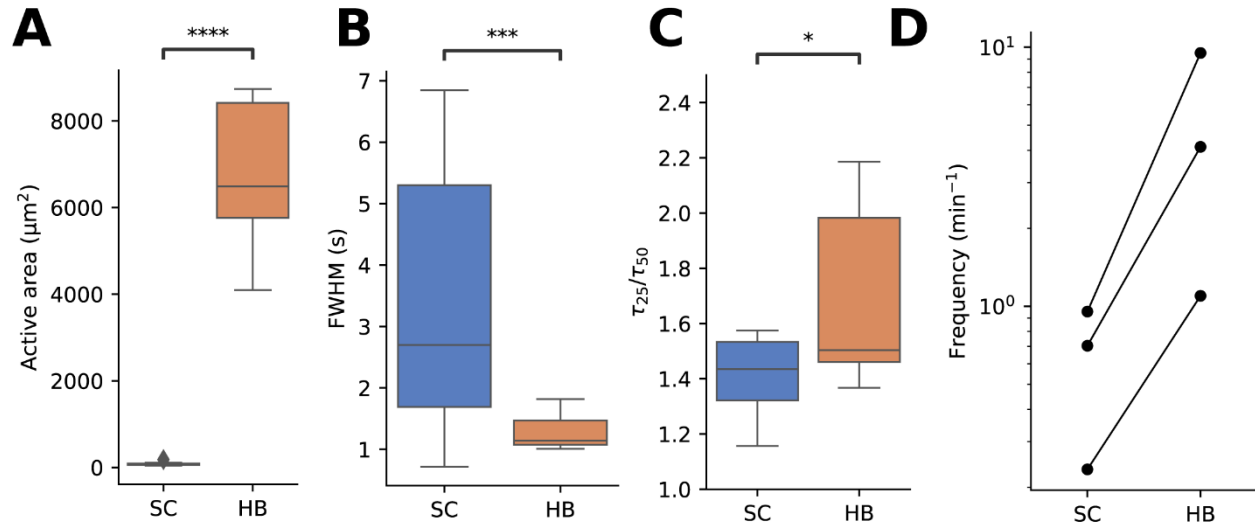 A
****
Active area (μm²)
8000
6000
4000
2000
0
SC HB
B
***
FWHM (s)
7
6
5
4
3
2
1
SC HB
C
*
τ₂₅/τ₅₀
2.4
2.2
2.0
1.8
1.6
1.4
1.2
1.0
SC HB
D
Frequency (min⁻¹)
10¹
10⁰
SC HB